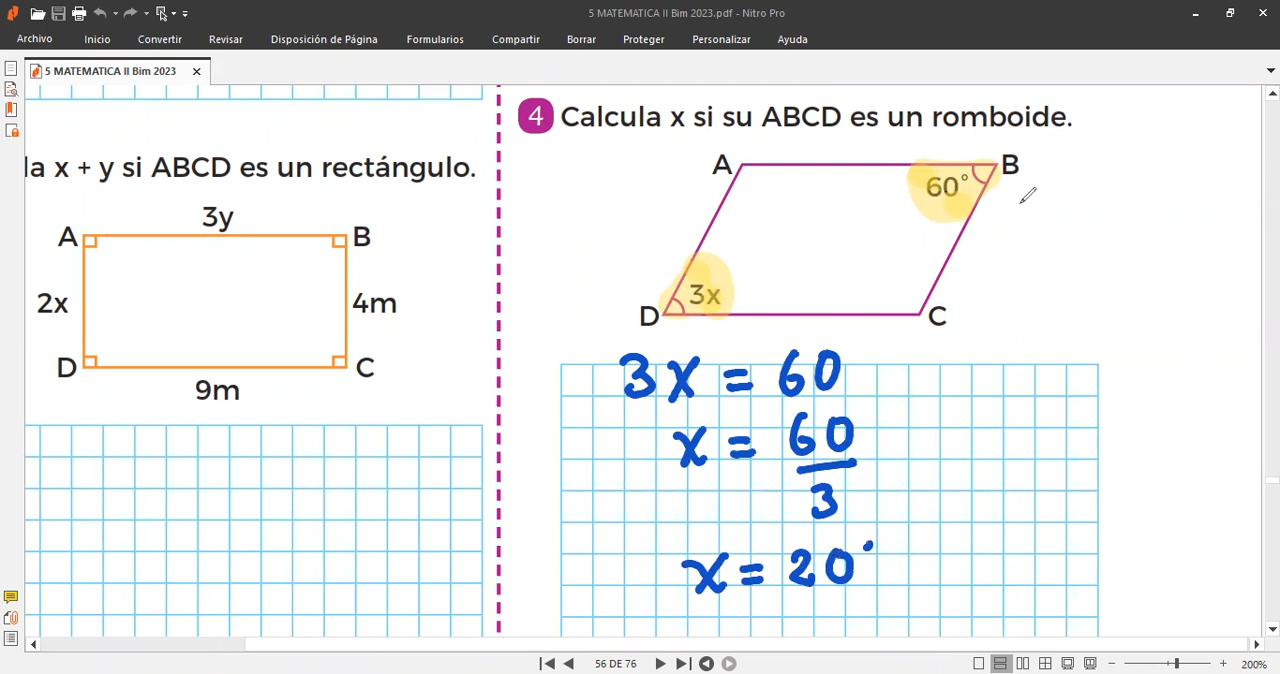 5 MATEMATICA II Bim 2023.pdf - Nitro Pro
Archivo Inicio Convertir Revisar Disposición de Página Formularios Compartir Borrar Proteger Personalizar Ayuda
5 MATEMATICA II Bim 2023
la x + y si ABCD es un rectángulo.
3y
A B
2x 4m
D C
9m
4 Calcula x si su ABCD es un romboide.
A B
60°
3x
D C
3x = 60
x = 60
3
x = 20°
56 DE 76
200%